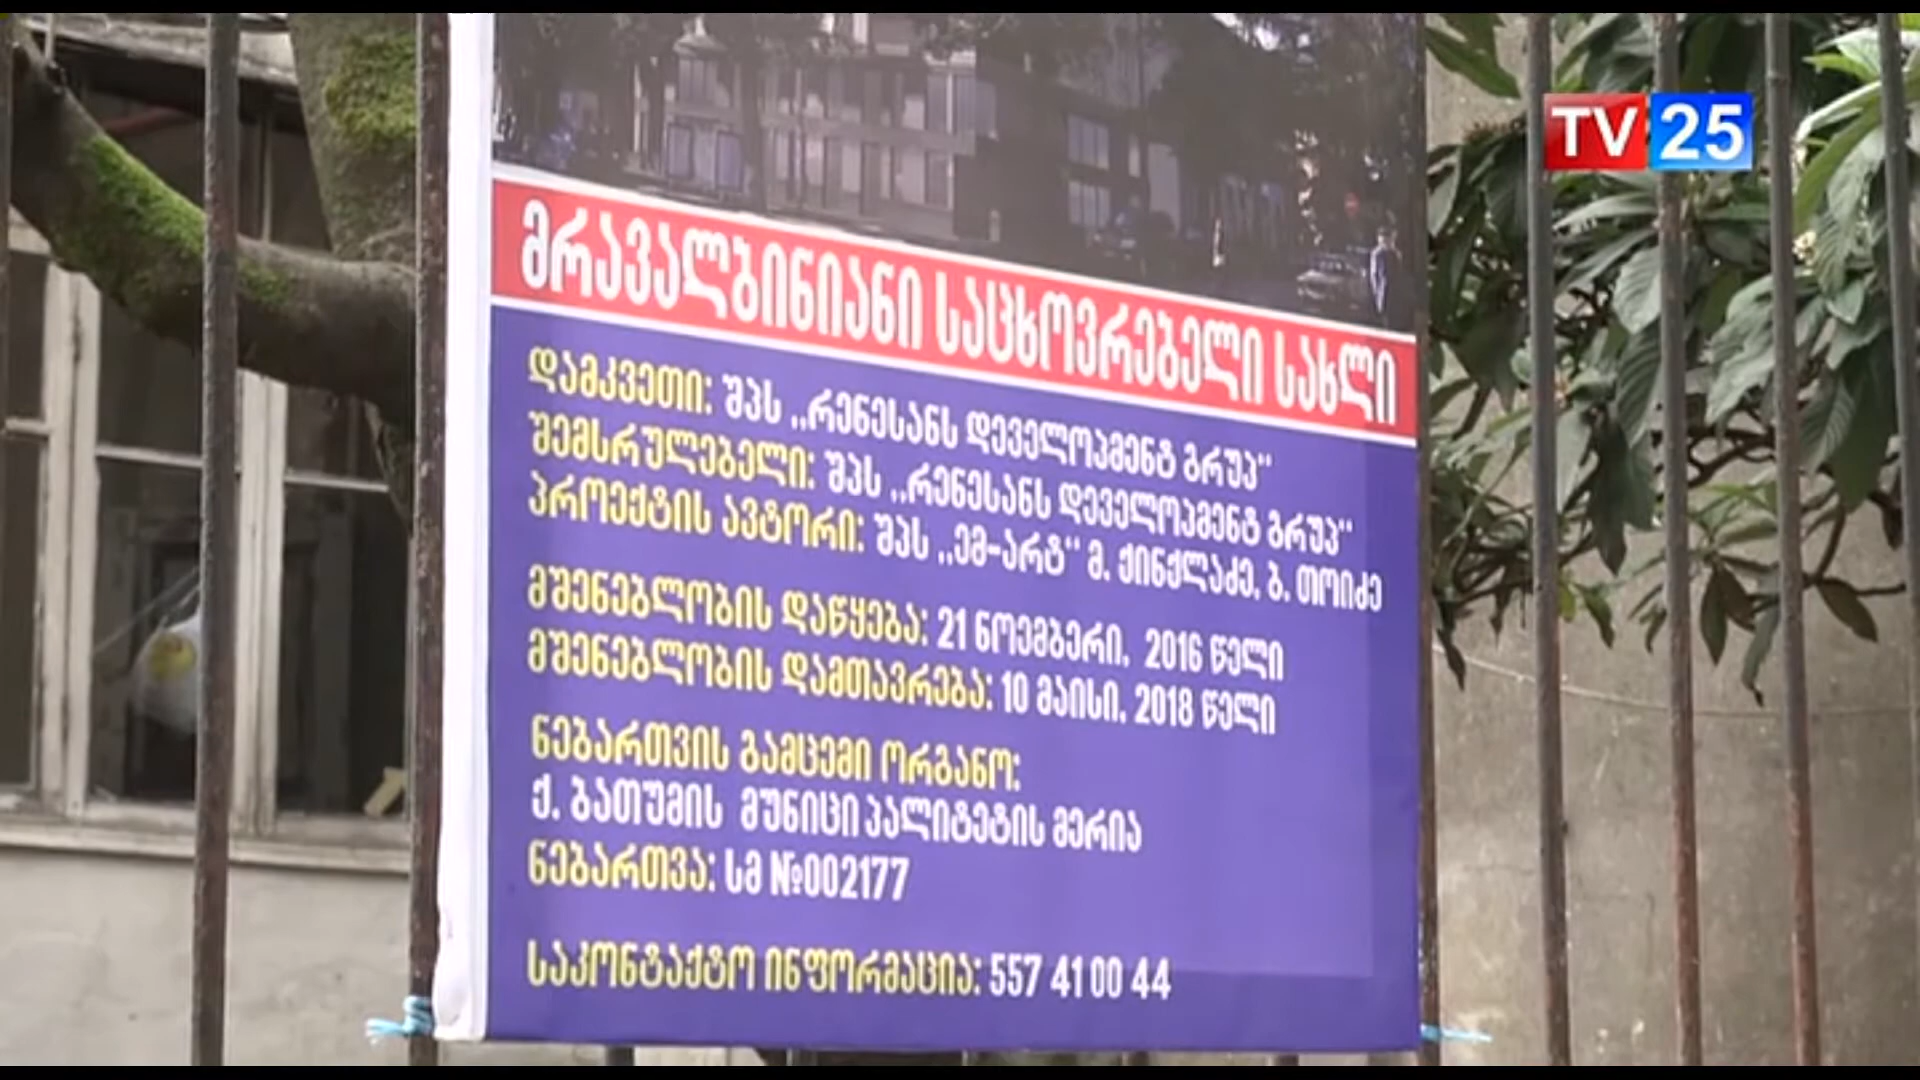 TV 25
მრავალბინიანი საცხოვრებელი სახლი
დამკვეთი: შპს ,,რენესანს დეველოპმენტ გრუპ"
შემსრულებელი: შპს ,,რენესანს დეველოპმენტ გრუპ"
პროექტის ავტორი: შპს ,,ემ-არტ" მ. ქინქლაძე, ბ. თოიძე
მშენებლობის დაწყება: 21 ნოემბერი, 2016 წელი
მშენებლობის დამთავრება: 10 მაისი, 2018 წელი
ნებართვის გამცემი ორგანო:
ქ. ბათუმის მუნიციპალიტეტის მერია
ნებართვა: სმ №002177
საკონტაქტო ინფორმაცია: 557 41 00 44